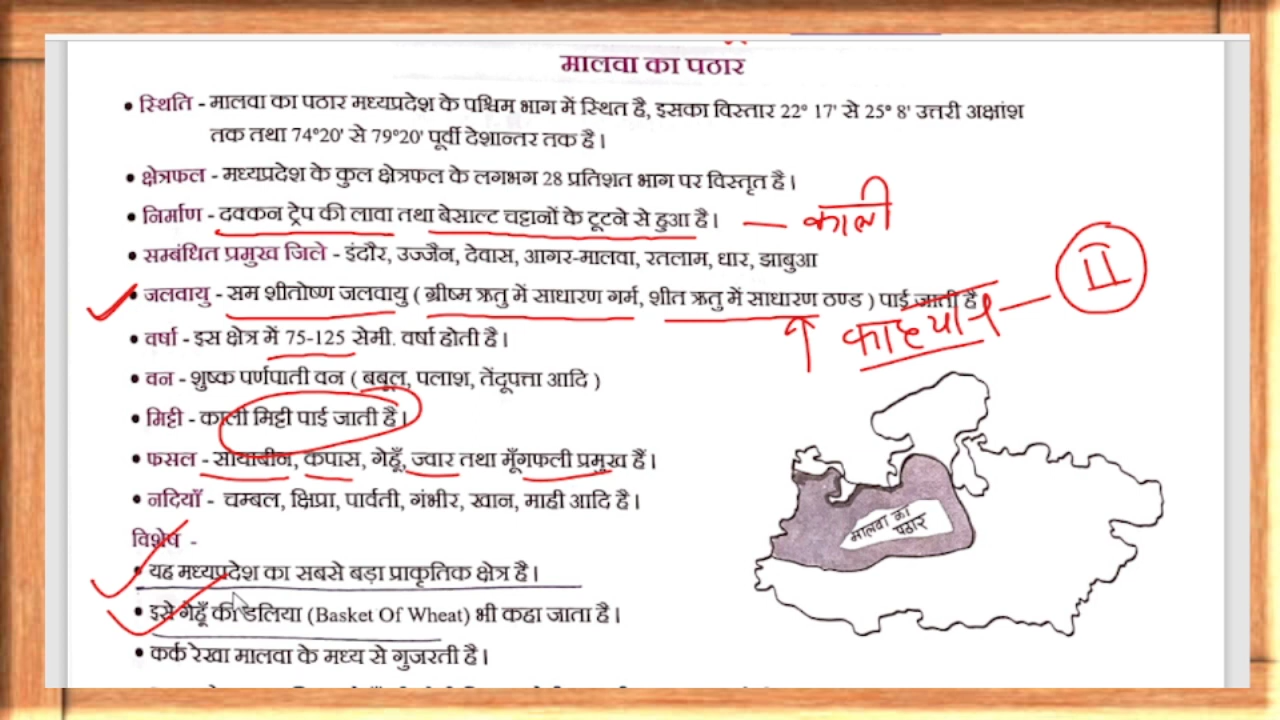 मालवा का पठार
• स्थिति - मालवा का पठार मध्यप्रदेश के पश्चिम भाग में स्थित है, इसका विस्तार 22° 17' से 25° 8' उत्तरी अक्षांश
तक तथा 74°20' से 79°20' पूर्वी देशान्तर तक है।
• क्षेत्रफल - मध्यप्रदेश के कुल क्षेत्रफल के लगभग 28 प्रतिशत भाग पर विस्तृत है।
• निर्माण - दक्कन ट्रेप की लावा तथा बेसाल्ट चट्टानों के टूटने से हुआ है। — काली
• सम्बंधित प्रमुख जिले - इंदौर, उज्जैन, देवास, आगर-मालवा, रतलाम, धार, झाबुआ
• जलवायु - सम शीतोष्ण जलवायु ( ग्रीष्म ऋतु में साधारण गर्म, शीत ऋतु में साधारण ठण्ड ) पाई जाती है
II
• वर्षा - इस क्षेत्र में 75-125 सेमी. वर्षा होती है।
• वन - शुष्क पर्णपाती वन ( बबूल, पलाश, तेंदूपत्ता आदि )
• मिट्टी - काली मिट्टी पाई जाती है।
• फसल - सोयाबीन, कपास, गेहूँ, ज्वार तथा मूँगफली प्रमुख है।
• नदियाँ - चम्बल, क्षिप्रा, पार्वती, गंभीर, खान, माही आदि है।
मालवा का
पठार
विशेष -
• यह मध्यप्रदेश का सबसे बड़ा प्राकृतिक क्षेत्र है।
• इसे गेहूँ की डलिया (Basket Of Wheat) भी कहा जाता है।
• कर्क रेखा मालवा के मध्य से गुजरती है।